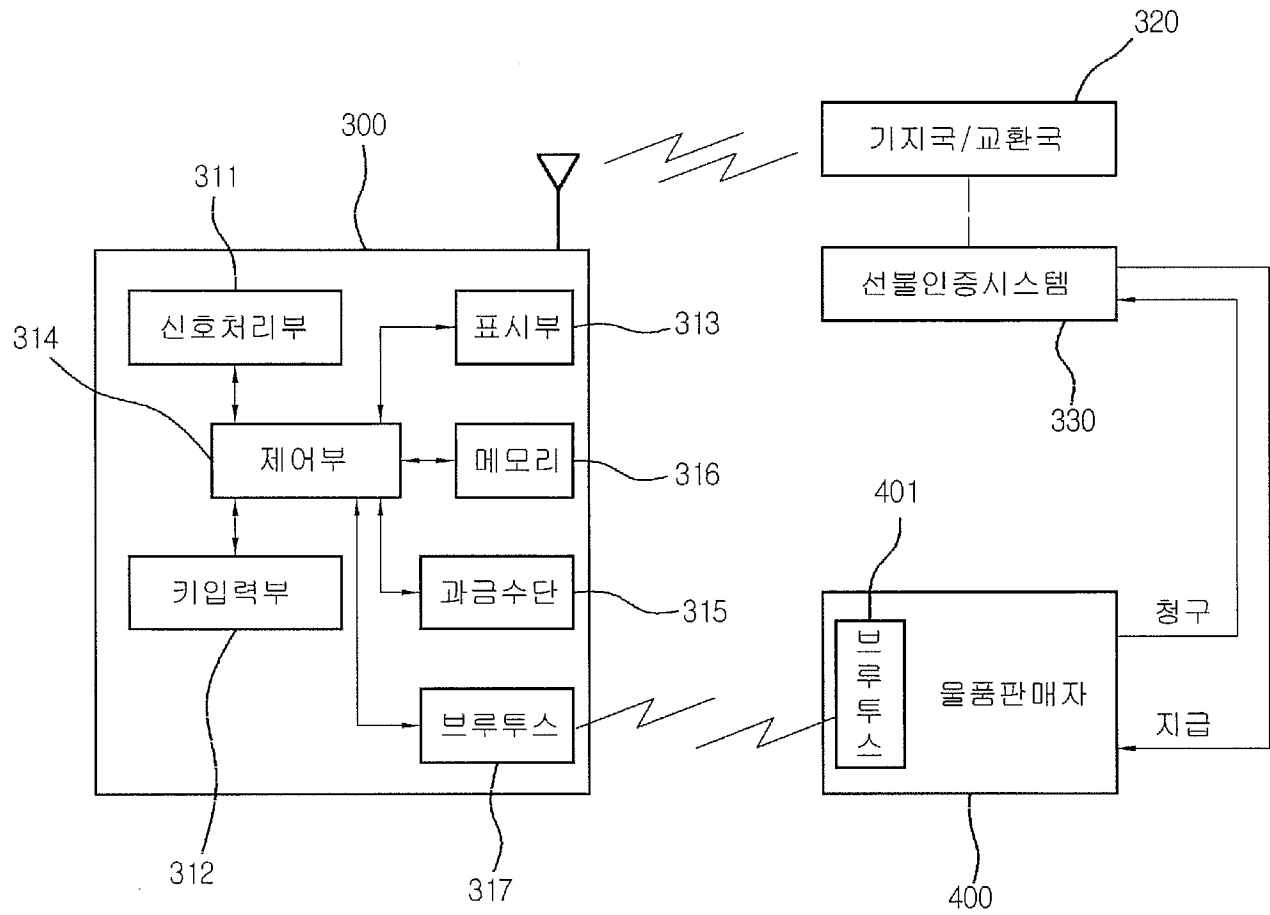 320
기지국/교환국
300
311
선불인증시스템
신호처리부
표시부
313
314
330
제어부
메모리
316
401
키입력부
과금수단
315
청구
브루투스
물품판매자
브루투스
지급
312
317
400